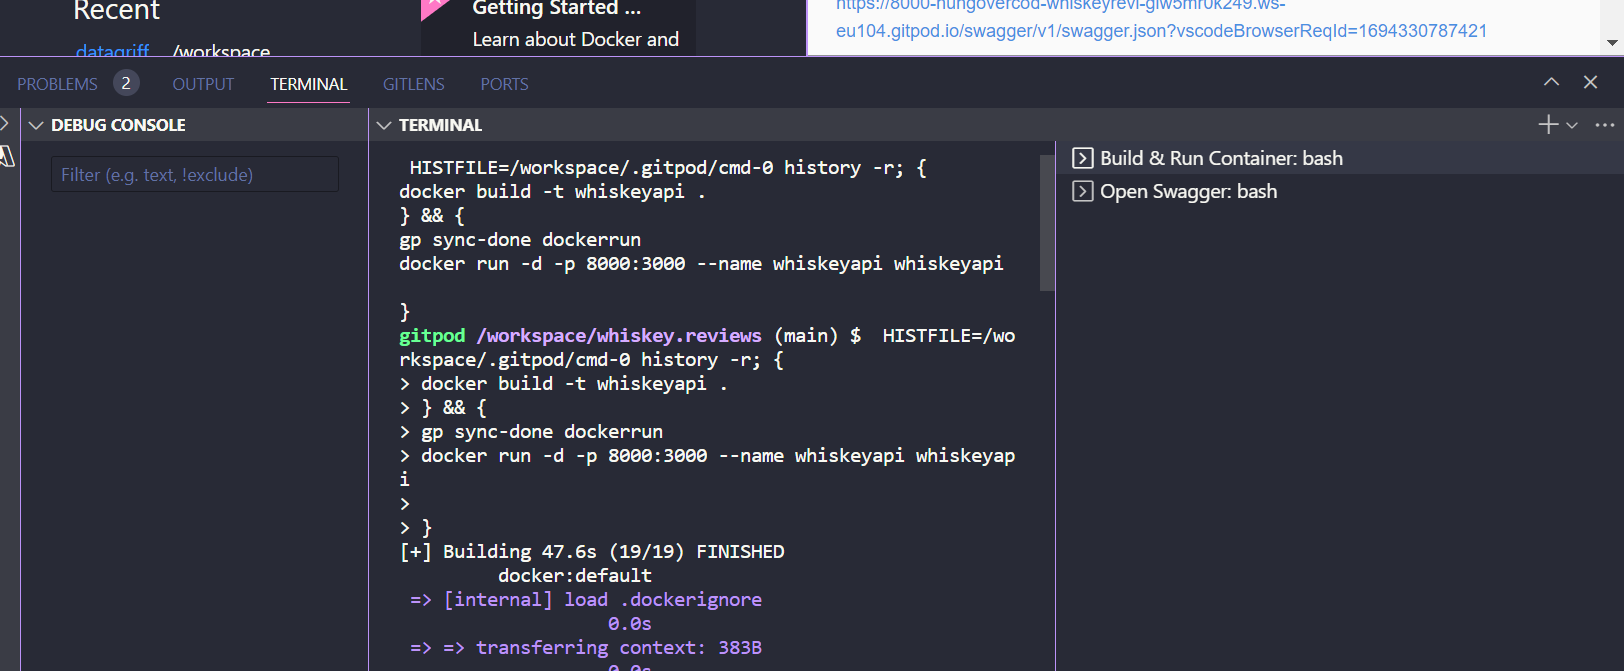 Recent
datagriff /workspace
Getting Started ...
Learn about Docker and
https://8000-hungovercod-whiskeyrevi-giw5mr0k249.ws-
eu104.gitpod.io/swagger/v1/swagger.json?vscodeBrowserReqId=1694330787421
PROBLEMS 2 OUTPUT TERMINAL GITLENS PORTS
DEBUG CONSOLE
Filter (e.g. text, !exclude)
TERMINAL
HISTFILE=/workspace/.gitpod/cmd-0 history -r; {
docker build -t whiskeyapi .
} && {
gp sync-done dockerrun
docker run -d -p 8000:3000 --name whiskeyapi whiskeyapi
}
gitpod /workspace/whiskey.reviews (main) $  HISTFILE=/wo
rkspace/.gitpod/cmd-0 history -r; {
> docker build -t whiskeyapi .
> } && {
> gp sync-done dockerrun
> docker run -d -p 8000:3000 --name whiskeyapi whiskeyap
i
>
> }
[+] Building 47.6s (19/19) FINISHED
docker:default
=> [internal] load .dockerignore
0.0s
=> => transferring context: 383B
0.0s
Build & Run Container: bash
Open Swagger: bash